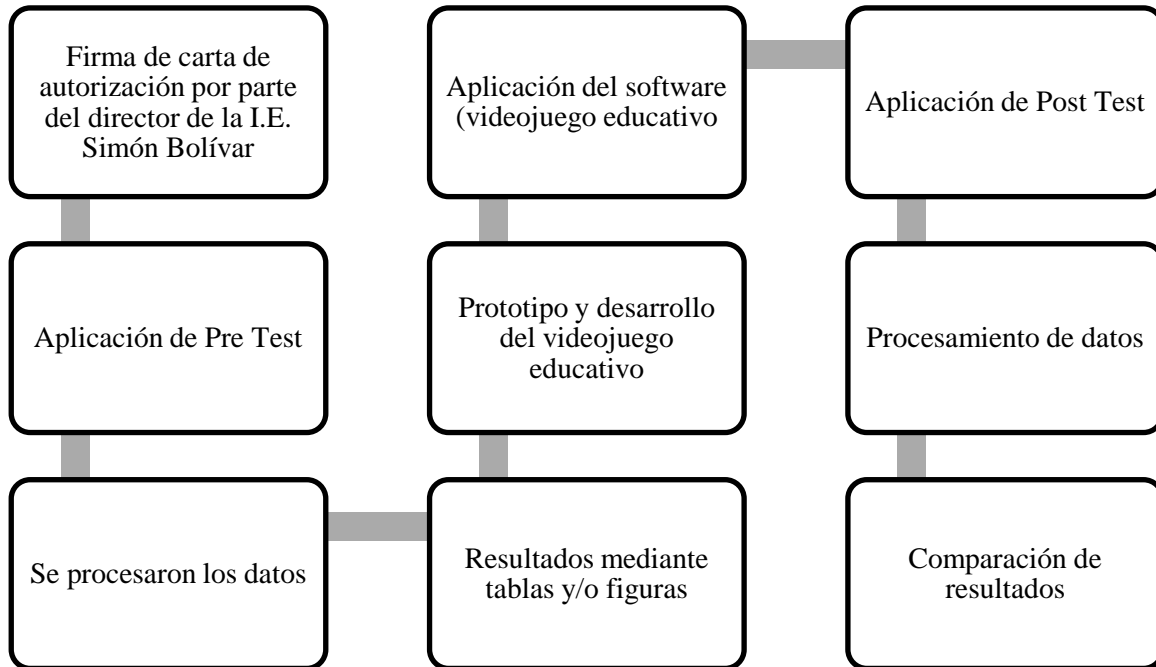 Firma de carta de
autorización por parte
del director de la I.E.
Simón Bolívar
Aplicación de Pre Test
Se procesaron los datos
Resultados mediante
tablas y/o figuras
Prototipo y desarrollo
del videojuego
educativo
Aplicación del software
(videojuego educativo
Aplicación de Post Test
Procesamiento de datos
Comparación de
resultados